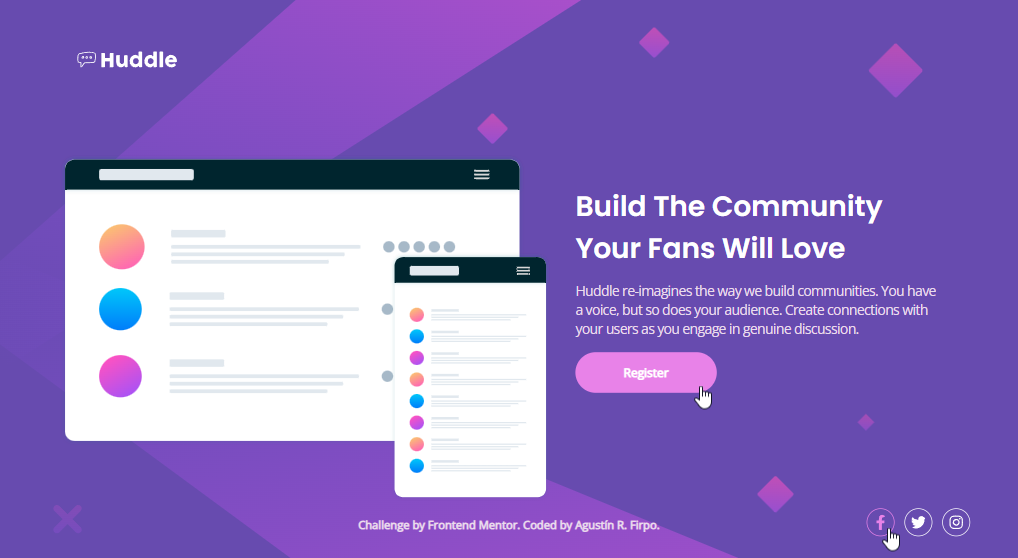 Huddle
Build The Community
Your Fans Will Love
Huddle re-imagines the way we build communities. You have
a voice, but so does your audience. Create connections with
your users as you engage in genuine discussion.
Register
Challenge by Frontend Mentor. Coded by Agustín R. Firpo.